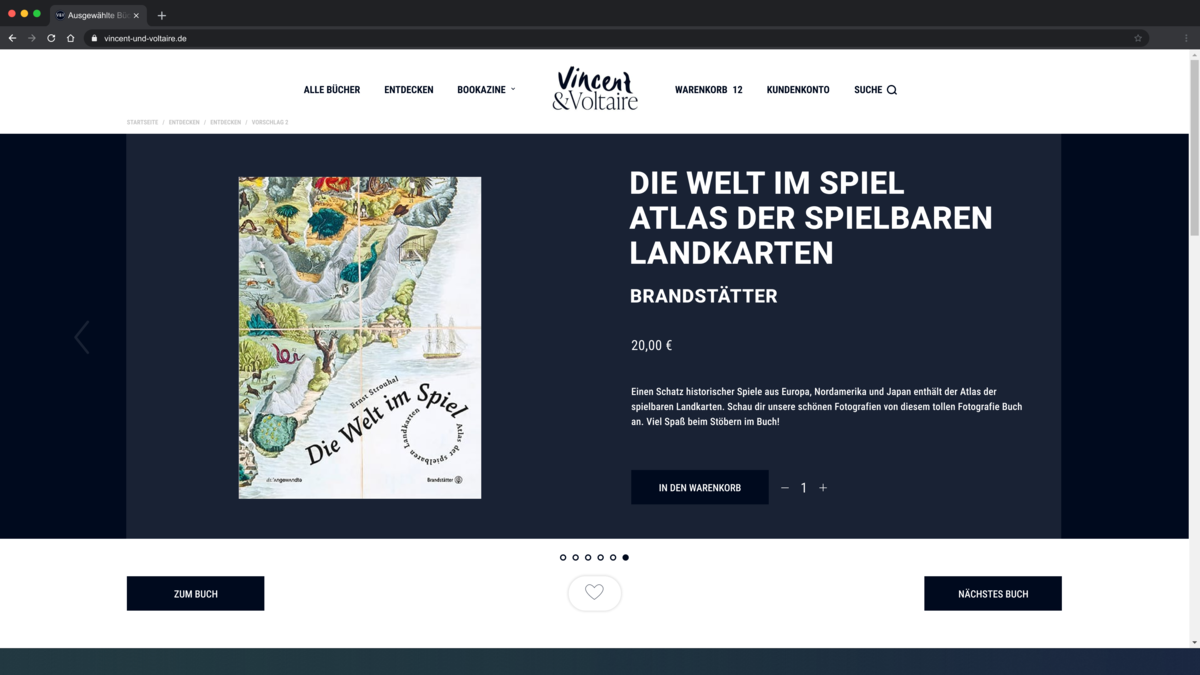 Ausgewählte Bü
vincent-und-voltaire.de
ALLE BÜCHER
ENTDECKEN
BOOKAZINE
Vincent
&Voltaire
WARENKORB 12
KUNDENKONTO
SUCHE
STARTSEITE / ENTDECKEN / ENTDECKEN / VORSCHLAG 2
Ernst Strouhal
Die Welt im Spiel
Atlas der spielbaren Landkarten
Brandstätter
DIE WELT IM SPIEL
ATLAS DER SPIELBAREN
LANDKARTEN
BRANDSTÄTTER
20,00 €
Einen Schatz historischer Spiele aus Europa, Nordamerika und Japan enthält der Atlas der
spielbaren Landkarten. Schau dir unsere schönen Fotografien von diesem tollen Fotografie Buch
an. Viel Spaß beim Stöbern im Buch!
IN DEN WARENKORB
— 1 +
ZUM BUCH
NÄCHSTES BUCH